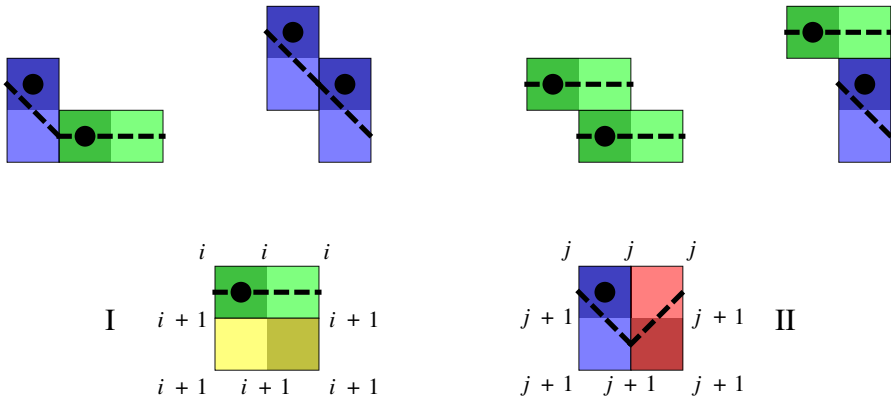 i i i j j j
I i + 1 i + 1 j + 1 j + 1 II
i + 1 i + 1 i + 1 j + 1 j + 1 j + 1